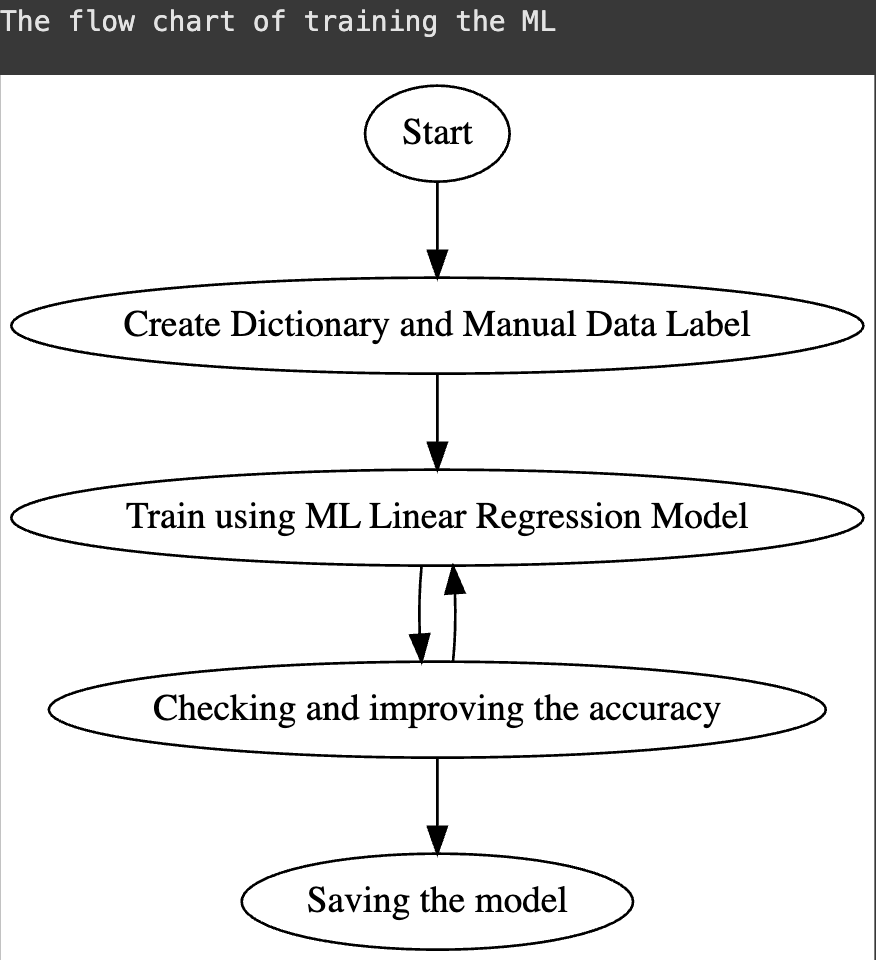 The flow chart of training the ML
Start
Create Dictionary and Manual Data Label
Train using ML Linear Regression Model
Checking and improving the accuracy
Saving the model